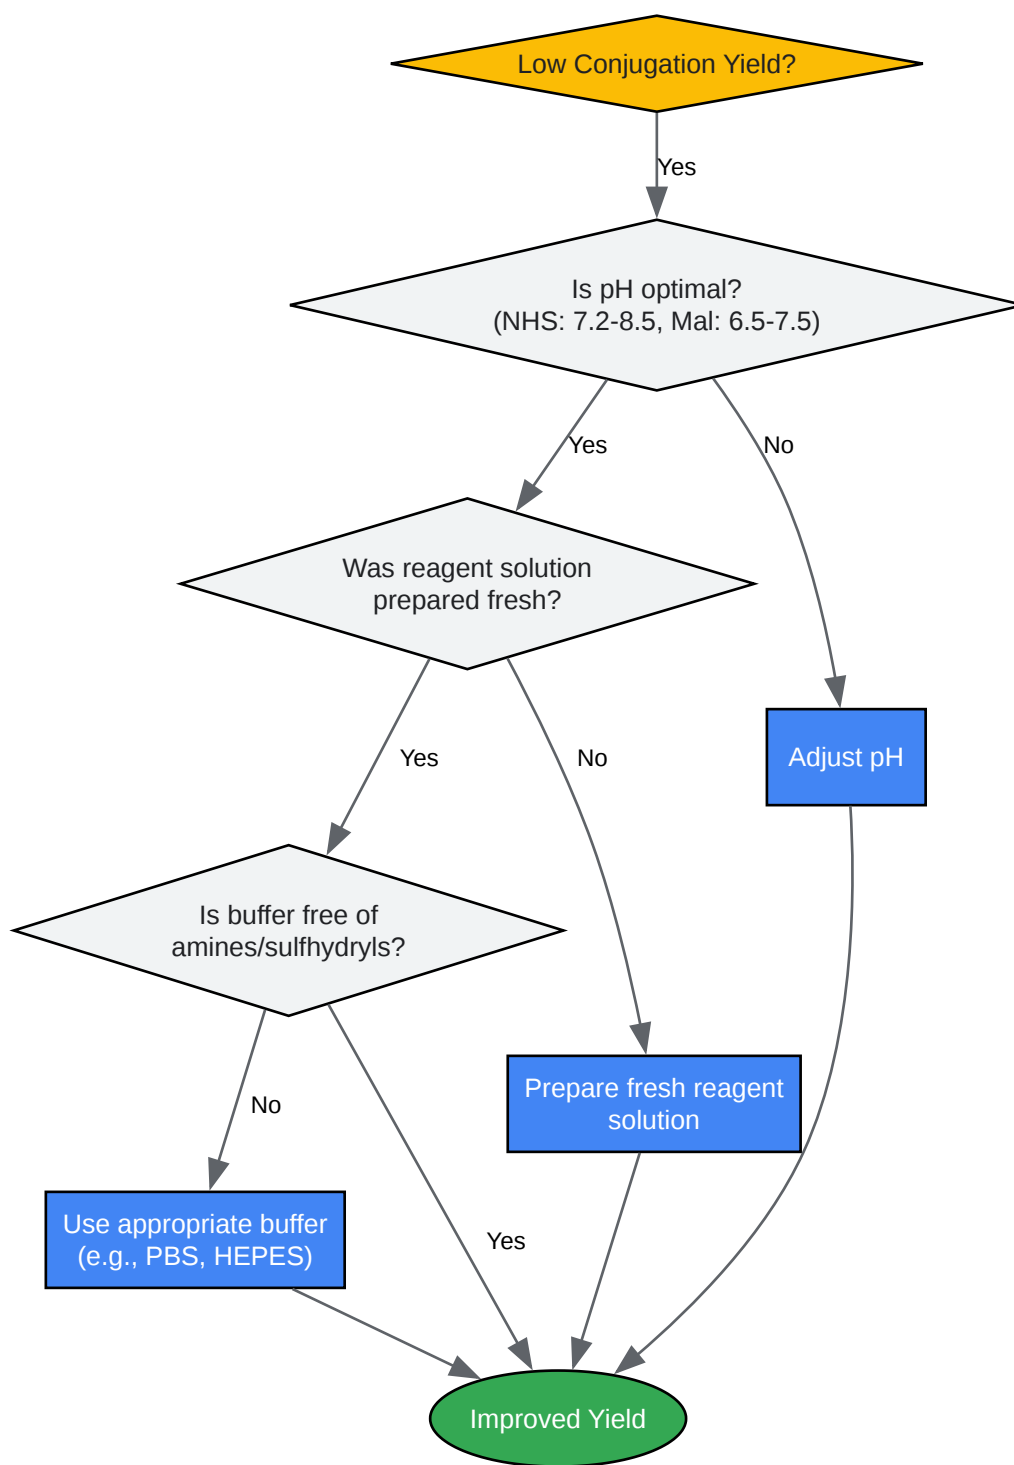 Low Conjugation Yield?
Yes
Is pH optimal?
(NHS: 7.2-8.5, Mal: 6.5-7.5)
Yes
No
Was reagent solution
prepared fresh?
Yes
No
Adjust pH
Is buffer free of
amines/sulfhydryls?
No
Yes
Prepare fresh reagent
solution
Use appropriate buffer
(e.g., PBS, HEPES)
Improved Yield